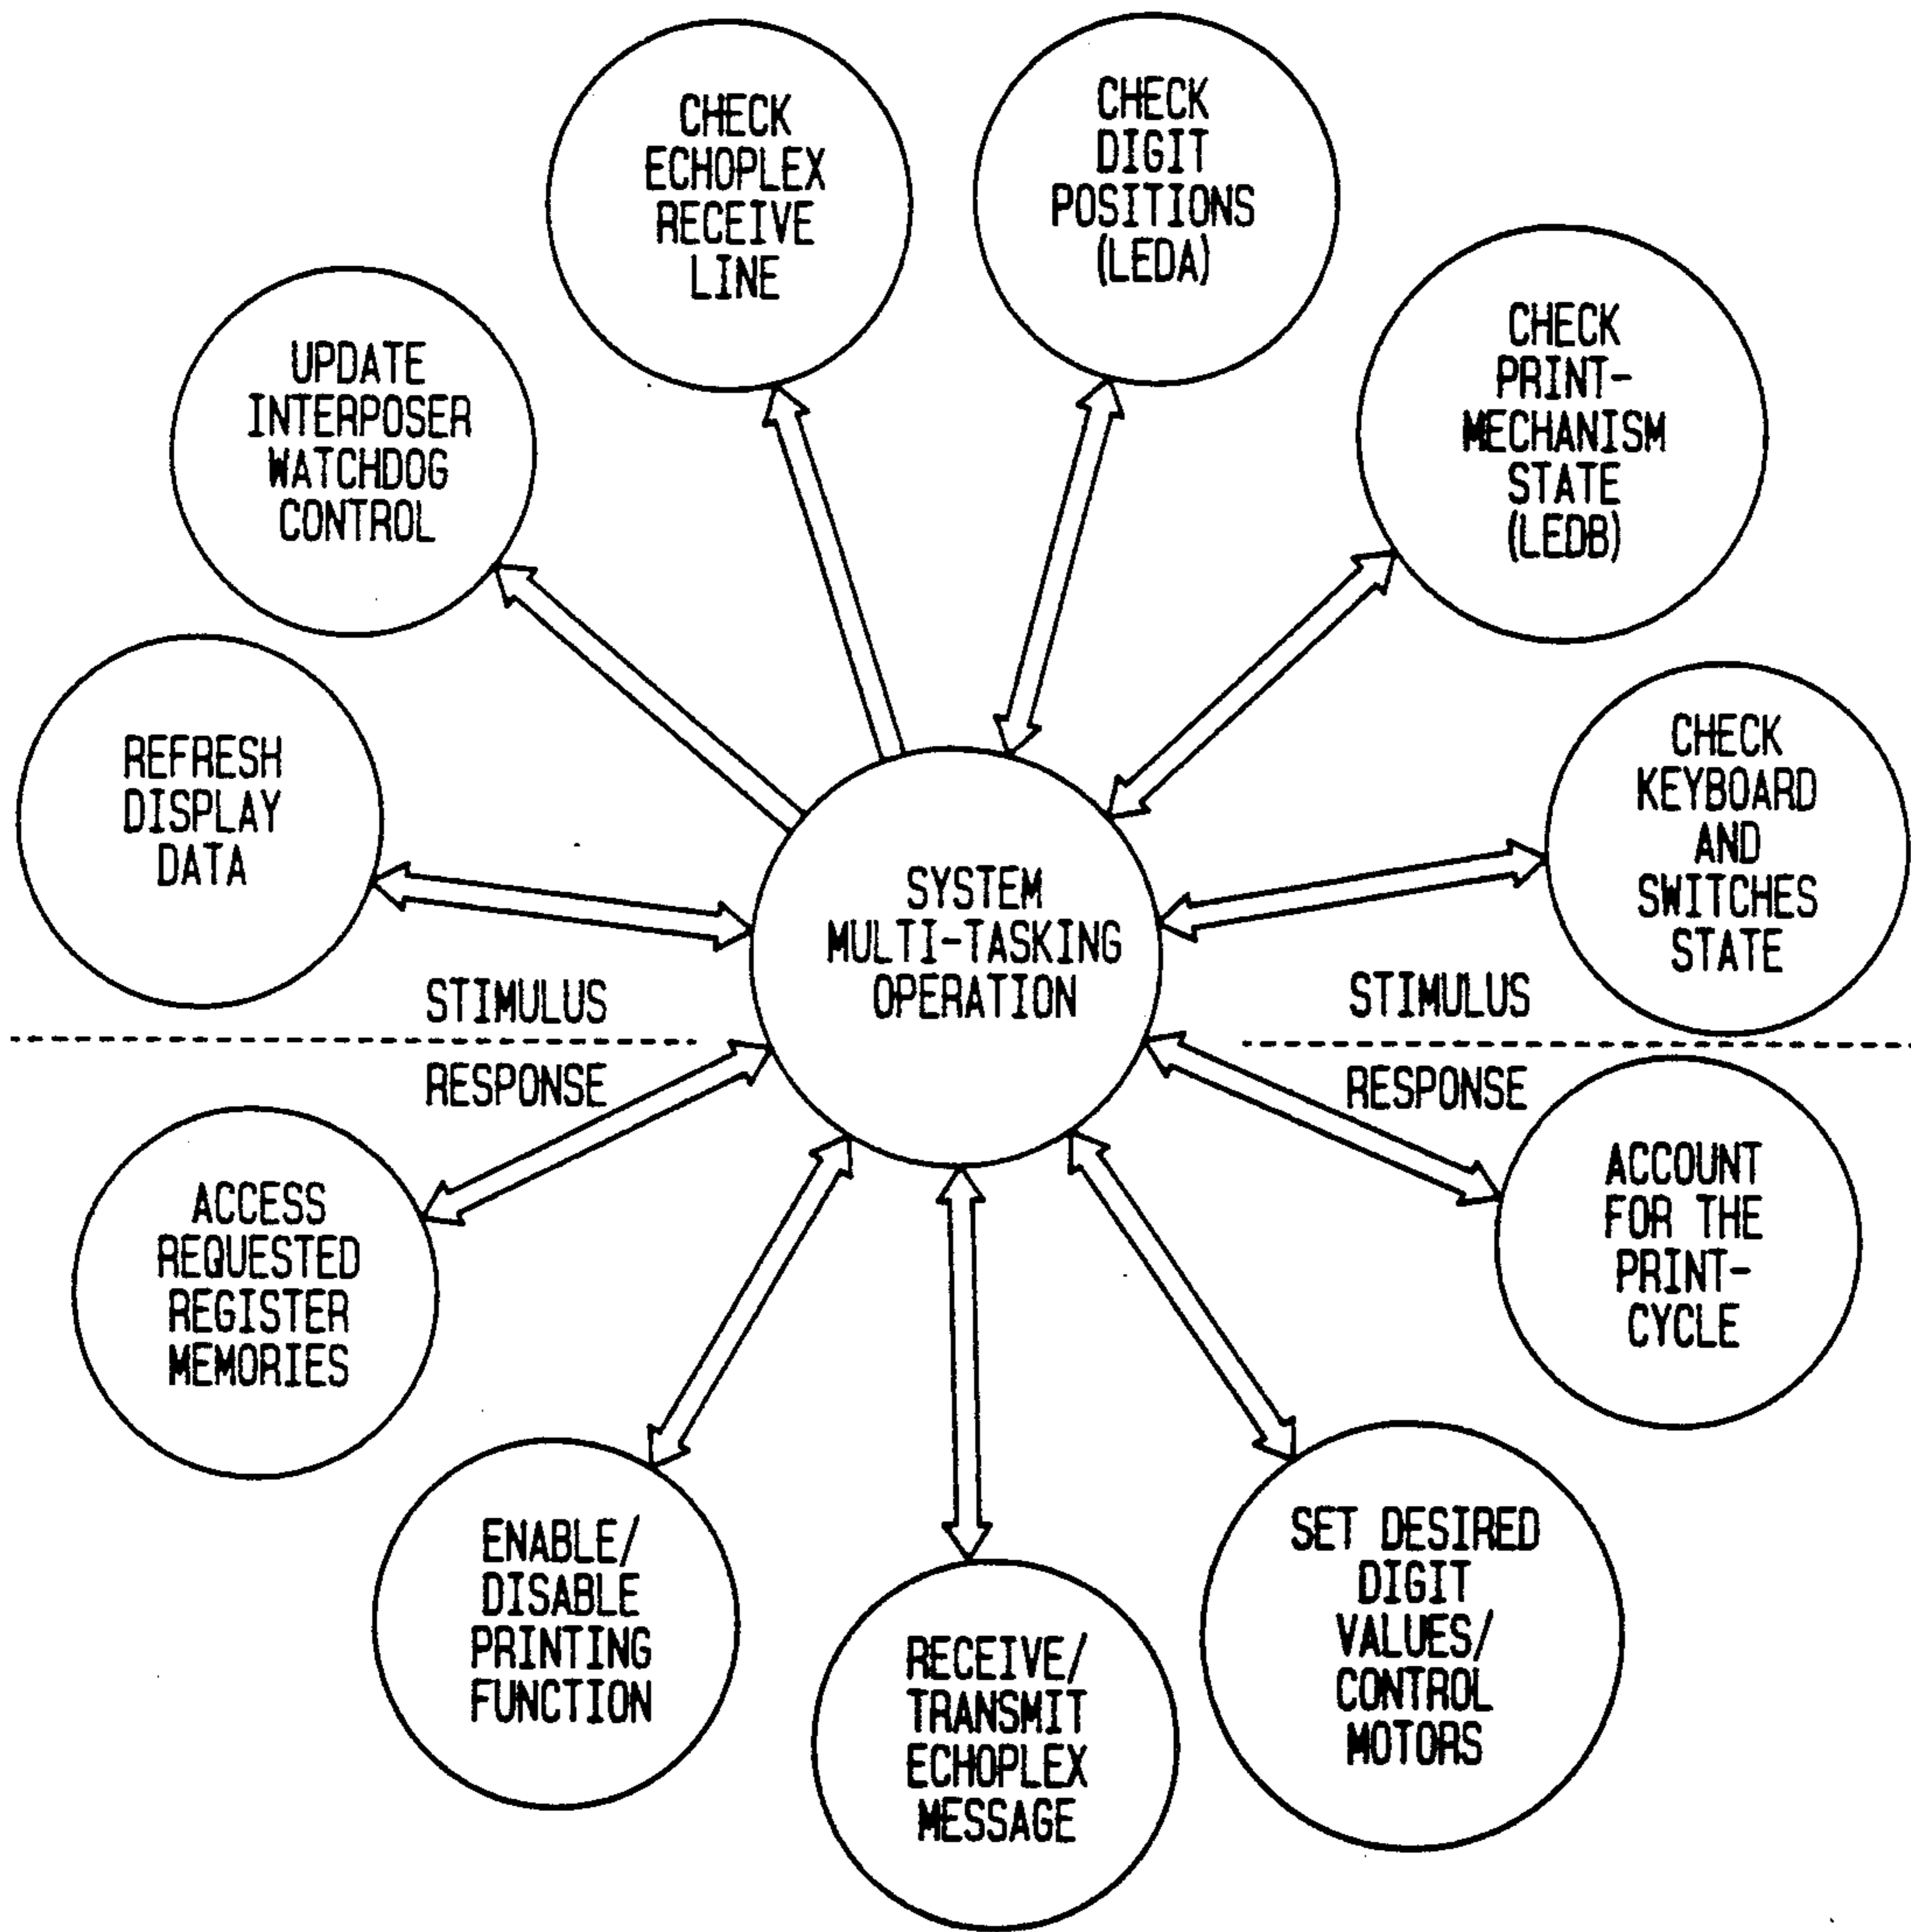 CHECK
ECHOPLEX
RECEIVE
LINE
CHECK
DIGIT
POSITIONS
(LEDA)
CHECK
PRINT-
MECHANISM
STATE
(LEDB)
UPDATE
INTERPOSER
WATCHDOG
CONTROL
REFRESH
DISPLAY
DATA
CHECK
KEYBOARD
AND
SWITCHES
STATE
SYSTEM
MULTI-TASKING
OPERATION
STIMULUS
STIMULUS
RESPONSE
RESPONSE
ACCESS
REQUESTED
REGISTER
MEMORIES
ACCOUNT
FOR THE
PRINT-
CYCLE
ENABLE/
DISABLE
PRINTING
FUNCTION
RECEIVE/
TRANSMIT
ECHOPLEX
MESSAGE
SET DESIRED
DIGIT
VALUES/
CONTROL
MOTORS